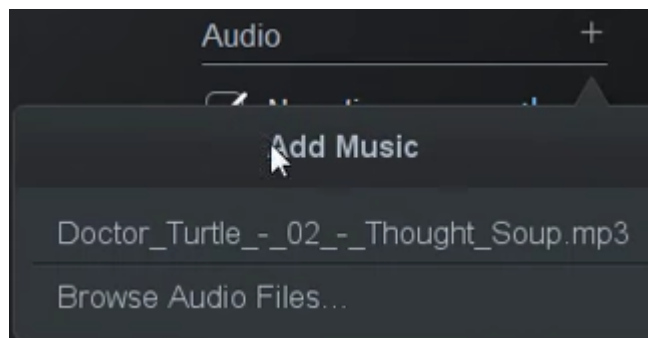 Audio +
Add Music
Doctor_Turtle_-_02_-_Thought_Soup.mp3
Browse Audio Files...